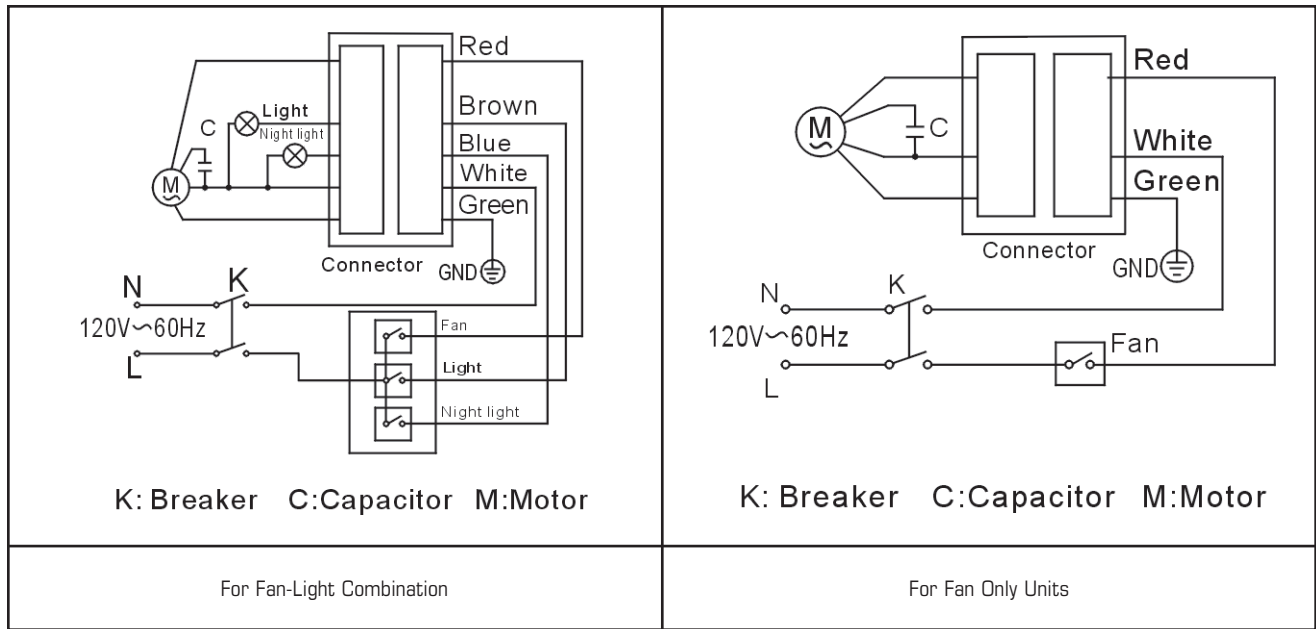 Red
Brown
Blue
White
Green
C
Light
Night light
M
Connector
GND
N
K
120V~60Hz
L
Fan
Light
Night light
K: Breaker C:Capacitor M:Motor
For Fan-Light Combination
Red
White
Green
M
C
Connector
GND
N
K
120V~60Hz
L
Fan
K: Breaker C:Capacitor M:Motor
For Fan Only Units